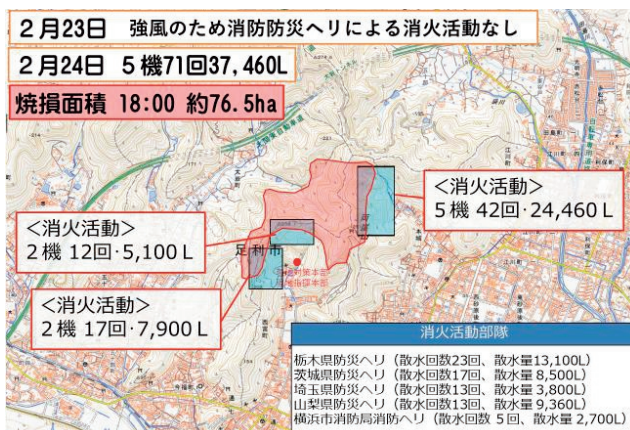 2月23日 強風のため消防防災ヘリによる消火活動なし
2月24日 5機71回37,460L
焼損面積 18:00 約76.5ha
<消火活動>
5機 42回・24,460 L
<消火活動>
2機 12回・5,100 L
足利市
<消火活動>
2機 17回・7,900 L
消火活動部隊
栃木県防災ヘリ（散水回数23回、散水量13,100L）
茨城県防災ヘリ（散水回数17回、散水量8,500L）
埼玉県防災ヘリ（散水回数13回、散水量3,800L）
山梨県防災ヘリ（散水回数13回、散水量9,360L）
横浜市消防局消防ヘリ（散水回数 5回、散水量 2,700L）